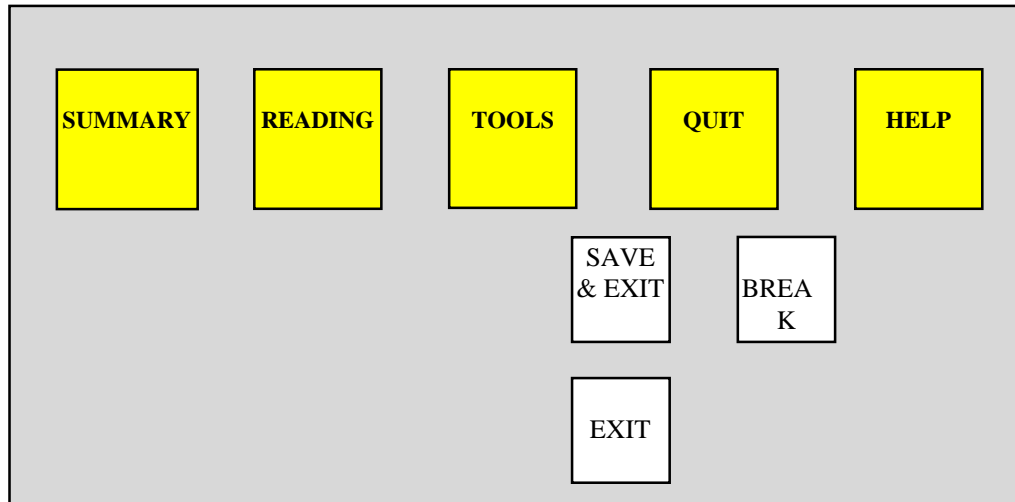 SUMMARY
READING
TOOLS
QUIT
HELP
SAVE
& EXIT
BREA
K
EXIT